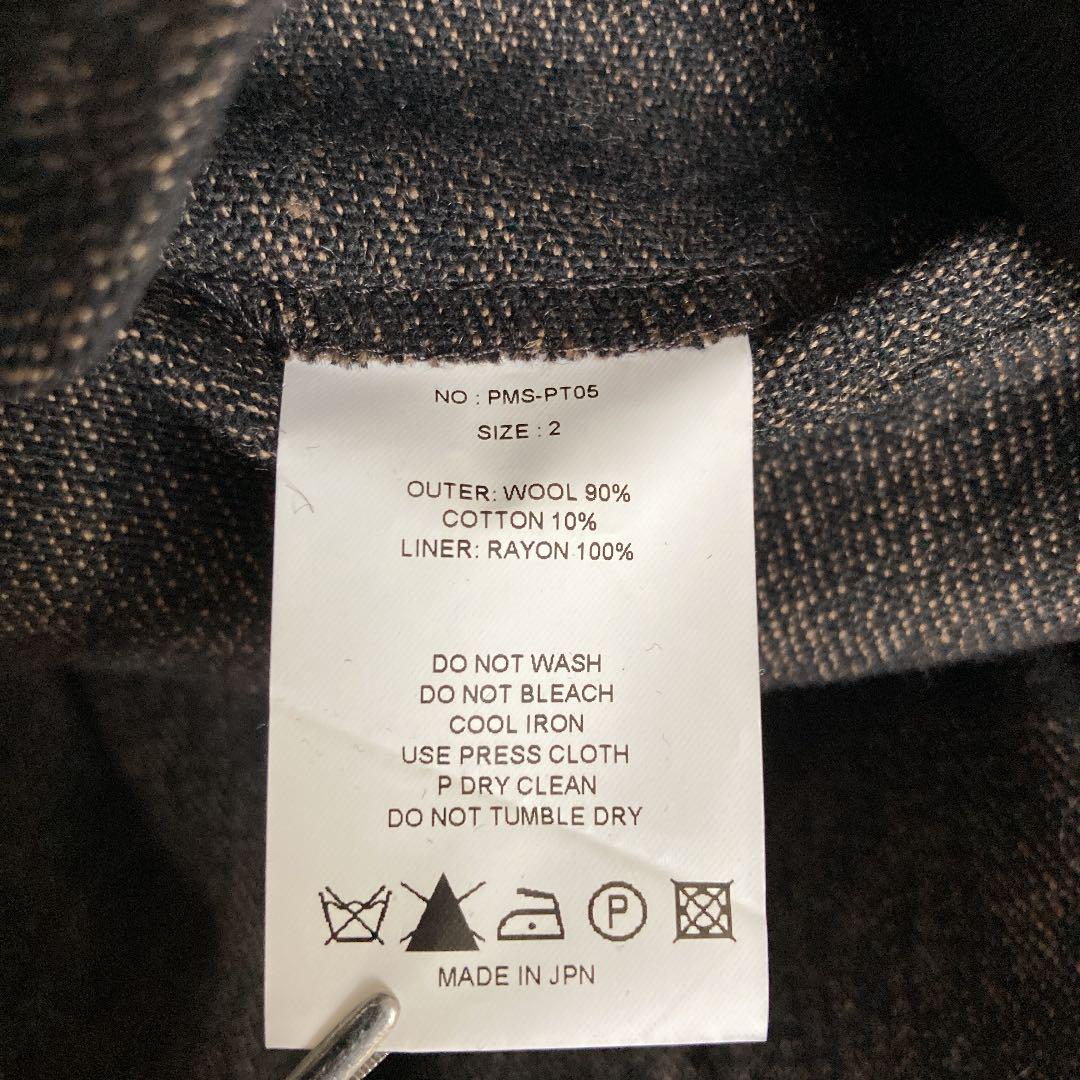 NO : PMS-PT05
SIZE : 2
OUTER: WOOL 90%
COTTON 10%
LINER: RAYON 100%
DO NOT WASH
DO NOT BLEACH
COOL IRON
USE PRESS CLOTH
P DRY CLEAN
DO NOT TUMBLE DRY
P
MADE IN JPN